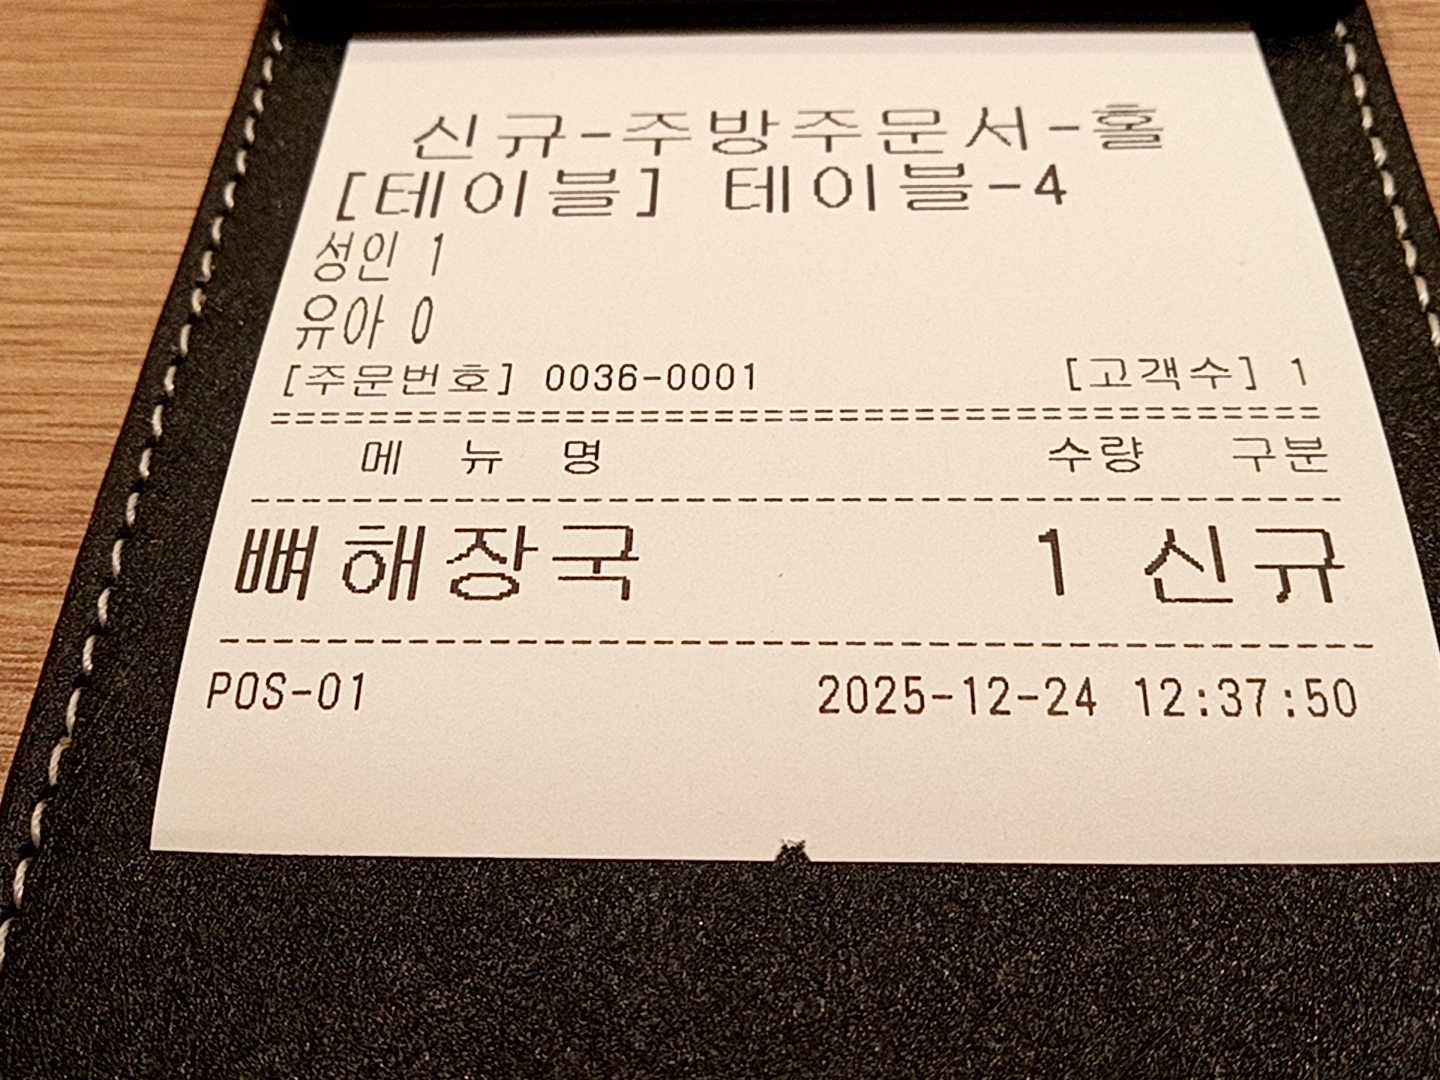 신규-주방주문서-홀
[테이블] 테이블-4
성인 1
유아 0
[주문번호] 0036-0001 [고객수] 1
==========================================
메 뉴 명 수량 구분
------------------------------------------
뼈해장국 1 신규
------------------------------------------
POS-01 2025-12-24 12:37:50